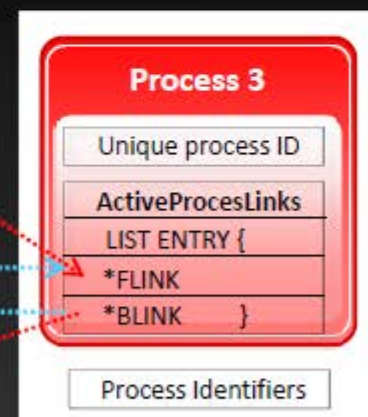 Process 3
Unique process ID
ActiveProcesLinks
LIST ENTRY {
*FLINK
*BLINK }
Process Identifiers